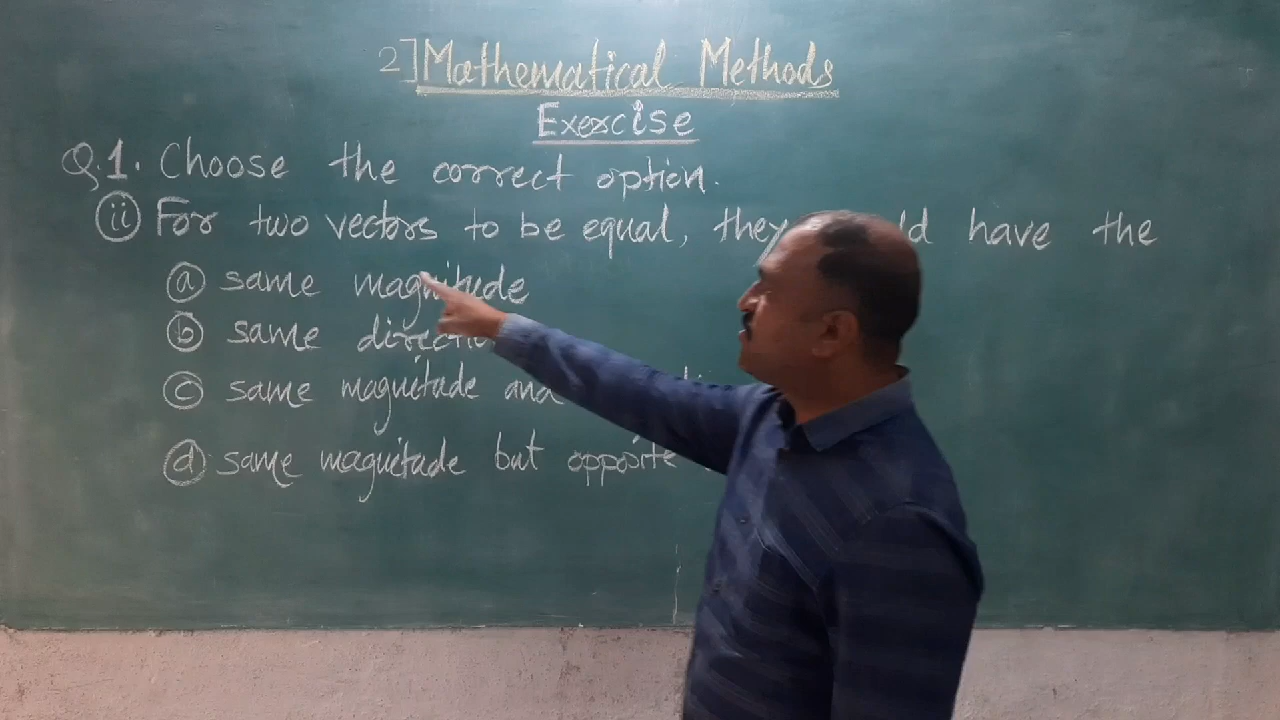 2] Mathematical Methods
Exercise
Q.1. Choose the correct option.
(ii) For two vectors to be equal, they have the
(a) same magnitude
(b) same
(c) same magnitude and
(d) same magnitude but opposite